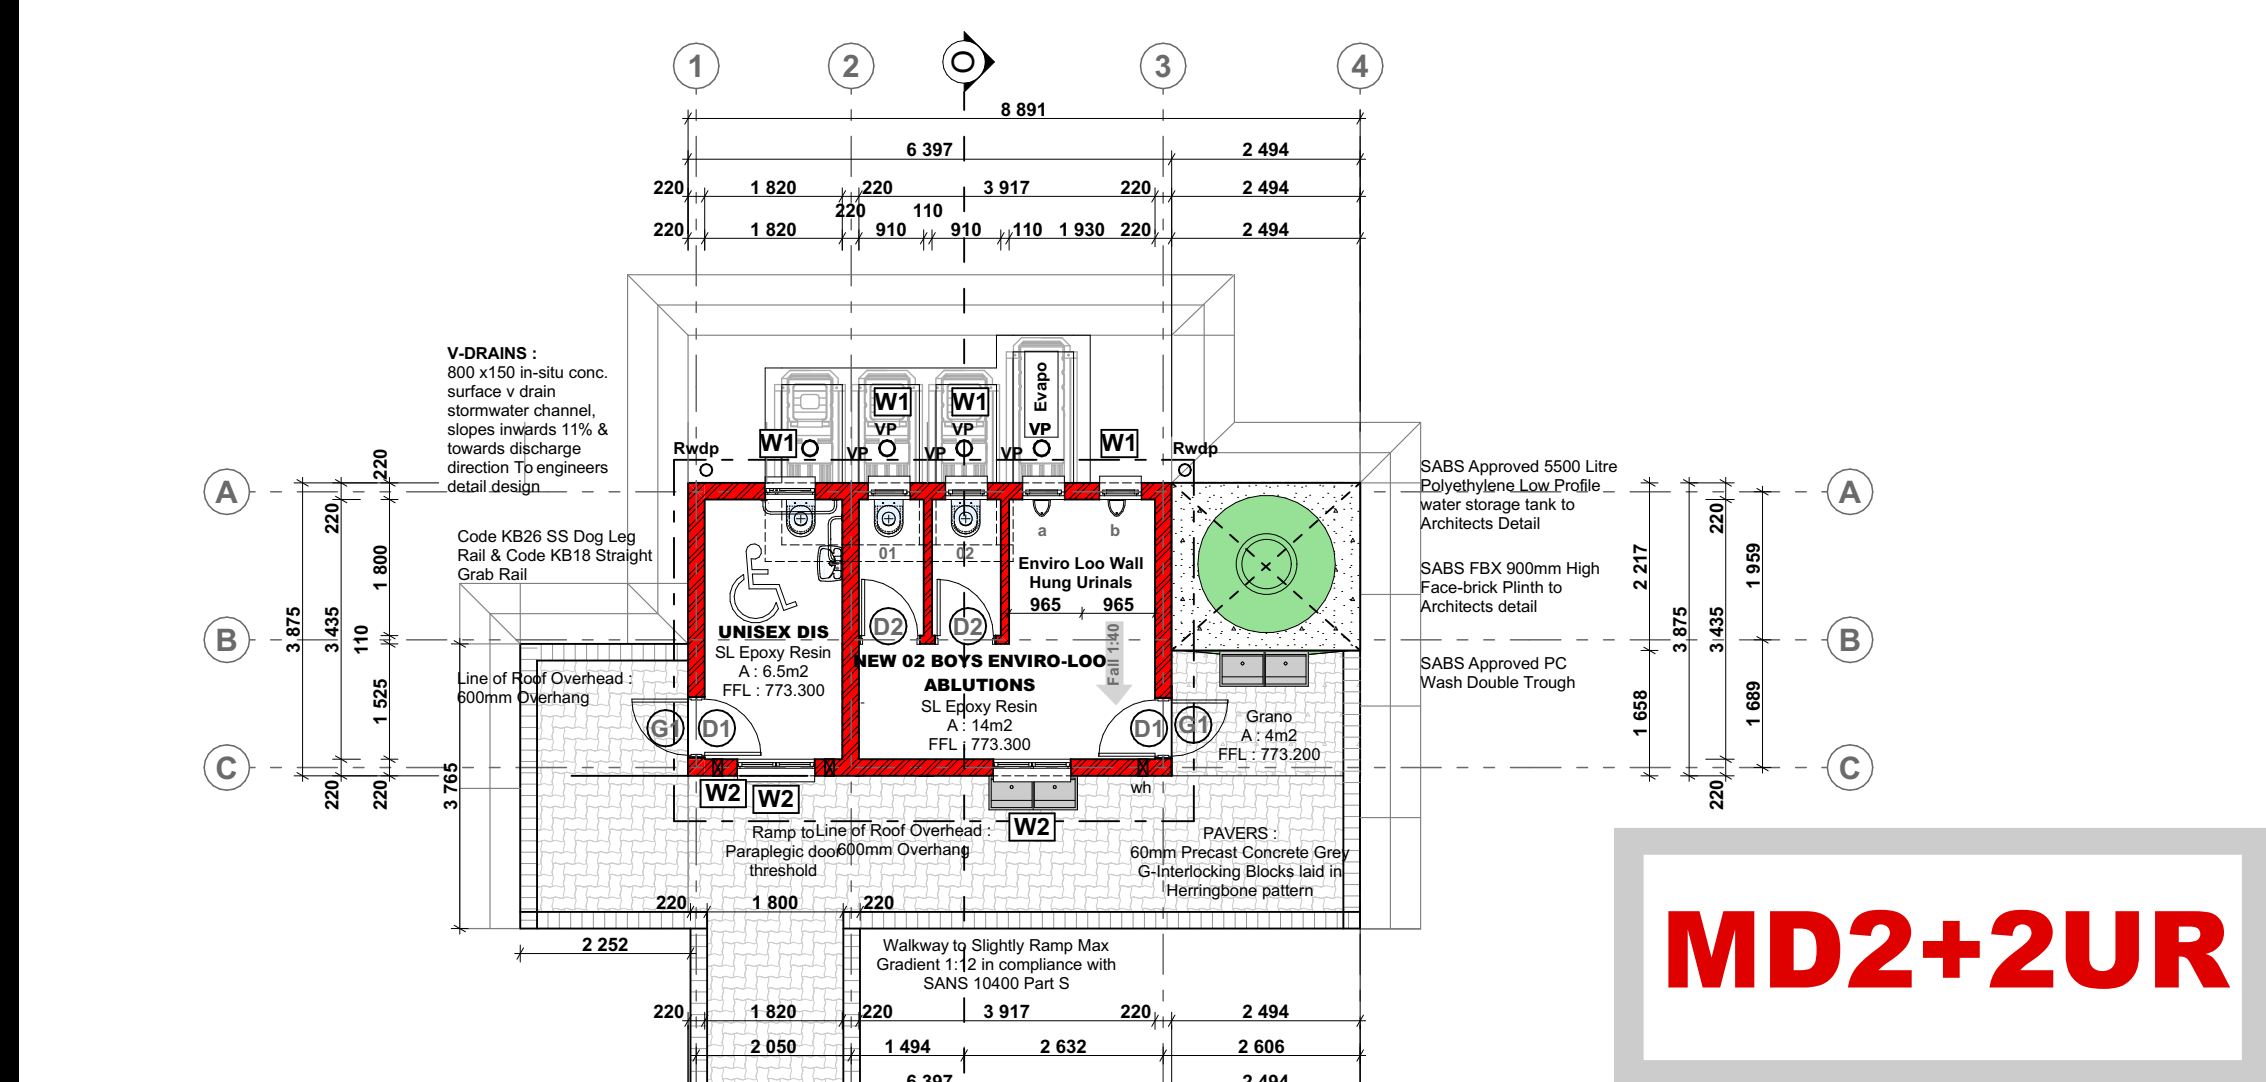 1 2 O 3 4
8 891
6 397 2 494
220 1 820 220 3 917 220 2 494
220 110
220 1 820 910 910 110 1 930 220 2 494
V-DRAINS :
800 x150 in-situ conc.
surface v drain
stormwater channel,
slopes inwards 11% &
towards discharge
direction To engineers
detail design
Code KB26 SS Dog Leg
Rail & Code KB18 Straight
Grab Rail
Line of Roof Overhead :
600mm Overhang
Evapo
W1 W1
VP VP VP
W1 W1
Rwdp VP VP VP Rwdp
A A
B B
C C
3 875
220
3 435
220
220
1 800
110
1 525
220
3 765
a b
01 02
Enviro Loo Wall
Hung Urinals
965 965
D2 D2
UNISEX DIS
SL Epoxy Resin
A : 6.5m2
FFL : 773.300
NEW 02 BOYS ENVIRO-LOO
ABLUTIONS
SL Epoxy Resin
A : 14m2
FFL : 773.300
Fall 1:40
G1 D1 D1 G1
Grano
A : 4m2
FFL : 773.200
SABS Approved 5500 Litre
Polyethylene Low Profile
water storage tank to
Architects Detail
SABS FBX 900mm High
Face-brick Plinth to
Architects detail
SABS Approved PC
Wash Double Trough
2 217
1 658
3 875
220
3 435
220
1 959
1 689
W2 W2 wh
W2
Ramp to
Paraplegic door
threshold
Line of Roof Overhead :
600mm Overhang
PAVERS :
60mm Precast Concrete Grey
G-Interlocking Blocks laid in
Herringbone pattern
220 1 800 220
2 252
Walkway to Slightly Ramp Max
Gradient 1:12 in compliance with
SANS 10400 Part S
220 1 820 220 3 917 220 2 494
2 050 1 494 2 632 2 606
6 397 2 494
MD2+2UR